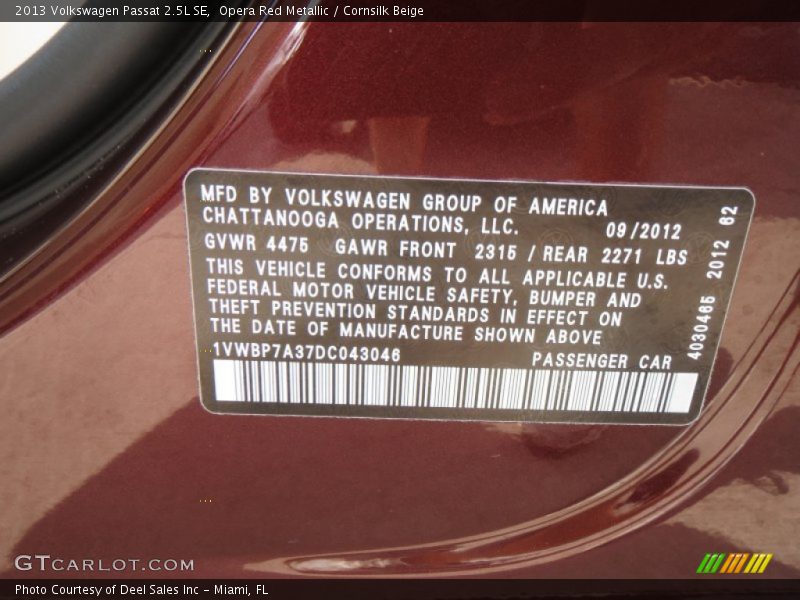 2013 Volkswagen Passat 2.5L SE, Opera Red Metallic / Cornsilk Beige
MFD BY VOLKSWAGEN GROUP OF AMERICA
CHATTANOOGA OPERATIONS, LLC. 09/2012
GVWR 4475 GAWR FRONT 2315 / REAR 2271 LBS
THIS VEHICLE CONFORMS TO ALL APPLICABLE U.S.
FEDERAL MOTOR VEHICLE SAFETY, BUMPER AND
THEFT PREVENTION STANDARDS IN EFFECT ON
THE DATE OF MANUFACTURE SHOWN ABOVE
1VWBP7A37DC043046 PASSENGER CAR
4030466 2012 62
GTCARLOT.COM
Photo Courtesy of Deel Sales Inc - Miami, FL